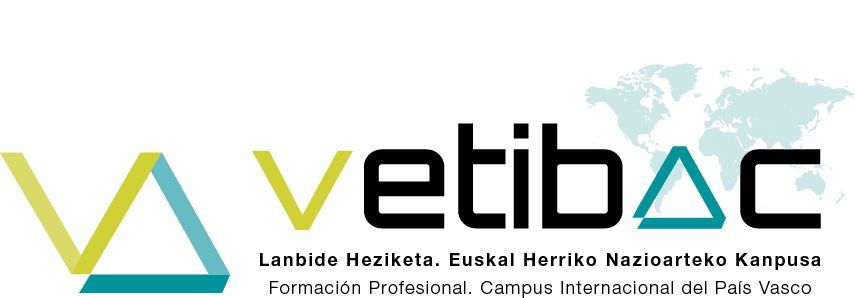 vetibac
Lanbide Heziketa. Euskal Herriko Nazioarteko Kanpusa
Formación Profesional. Campus Internacional del País Vasco